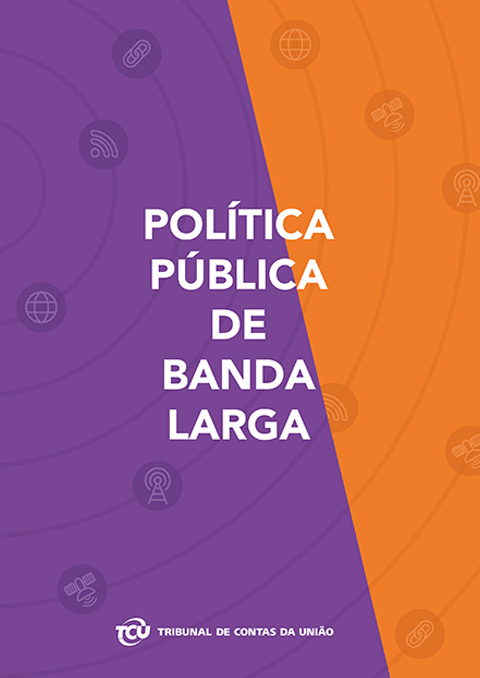 POLÍTICA
PÚBLICA
DE
BANDA
LARGA
TCU TRIBUNAL DE CONTAS DA UNIÃO